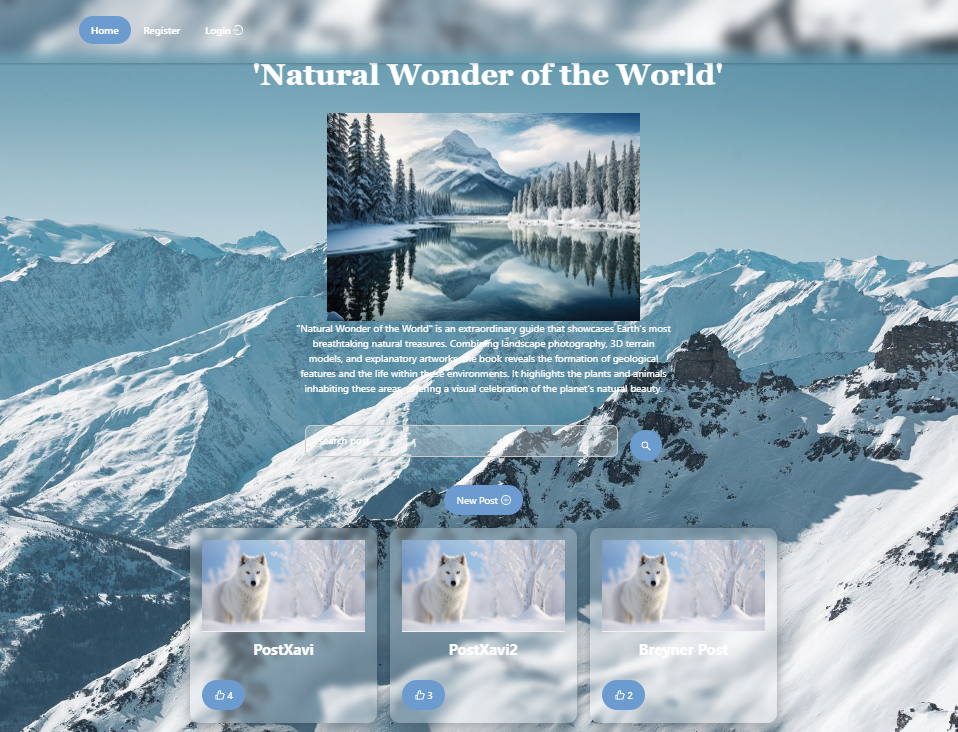 Home Register Login
'Natural Wonder of the World'
"Natural Wonder of the World" is an extraordinary guide that showcases Earth's most
breathtaking natural treasures. Combining landscape photography, 3D terrain
models, and explanatory artworks, the book reveals the formation of geological
features and the life within these environments. It highlights the plants and animals
inhabiting these areas, offering a visual celebration of the planet's natural beauty.
search post
New Post
PostXavi PostXavi2 Breyner Post
4 3 2